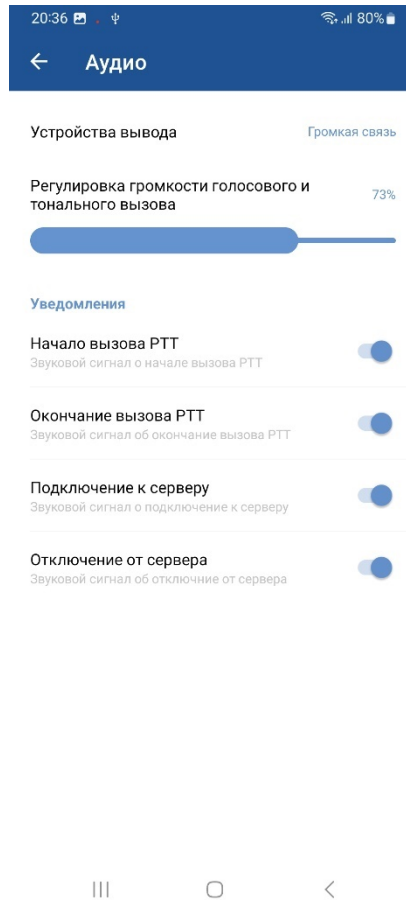 20:36 80%
Аудио
Устройства вывода Громкая связь
Регулировка громкости голосового и
тонального вызова 73%
Уведомления
Начало вызова PTT
Звуковой сигнал о начале вызова PTT
Окончание вызова PTT
Звуковой сигнал об окончание вызова PTT
Подключение к серверу
Звуковой сигнал о подключение к серверу
Отключение от сервера
Звуковой сигнал об отключние от сервера